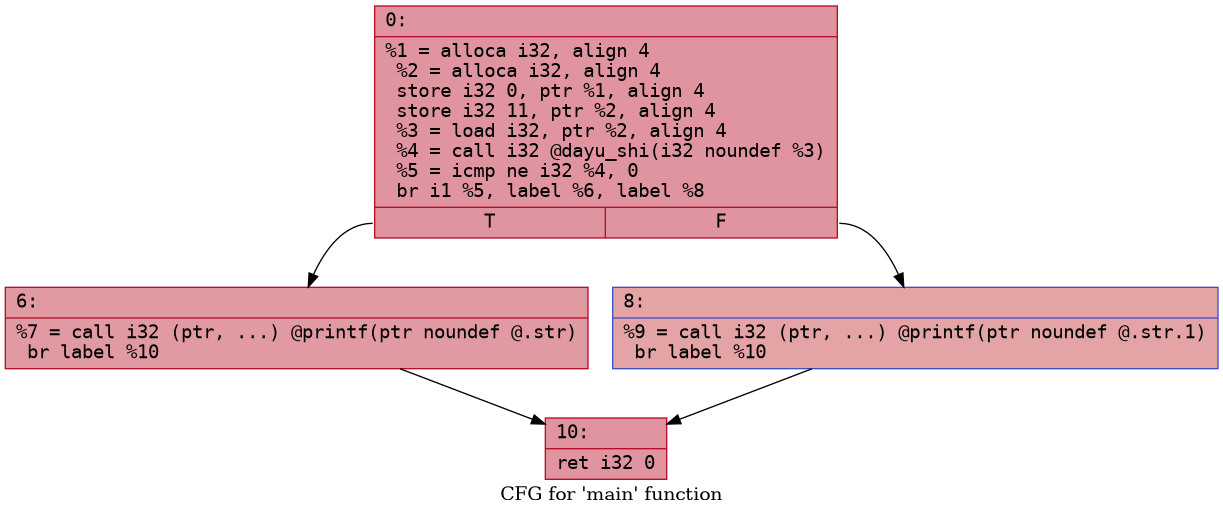 0:
%1 = alloca i32, align 4
%2 = alloca i32, align 4
store i32 0, ptr %1, align 4
store i32 11, ptr %2, align 4
%3 = load i32, ptr %2, align 4
%4 = call i32 @dayu_shi(i32 noundef %3)
%5 = icmp ne i32 %4, 0
br i1 %5, label %6, label %8
T F
6:
%7 = call i32 (ptr, ...) @printf(ptr noundef @.str)
br label %10
8:
%9 = call i32 (ptr, ...) @printf(ptr noundef @.str.1)
br label %10
10:
ret i32 0
CFG for 'main' function